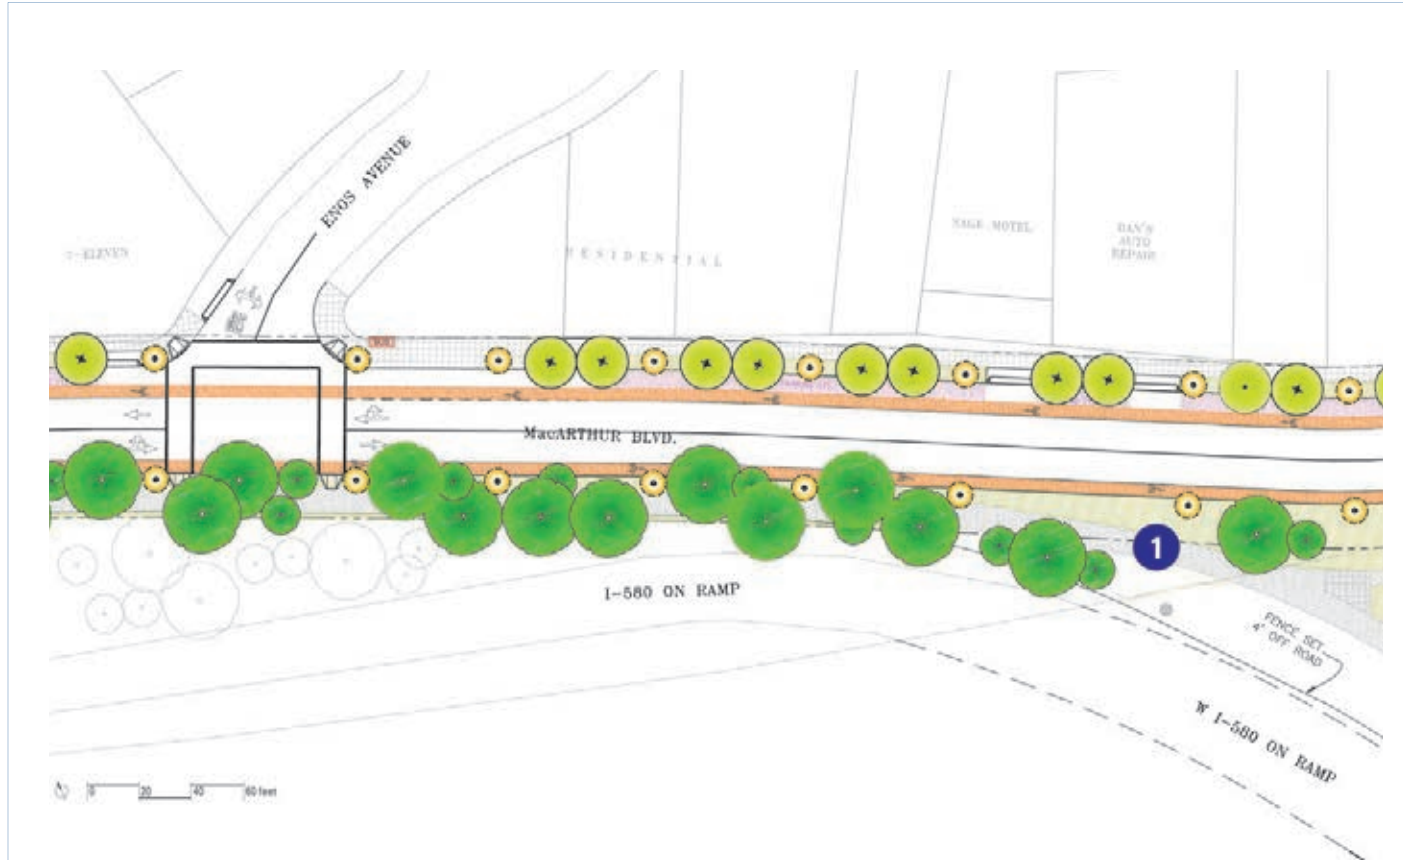 ENOS AVENUE
7-ELEVEN
RESIDENTIAL
SAGE MOTEL
DAN'S
AUTO
REPAIR
BUS
MacARTHUR BLVD.
1
I-580 ON RAMP
FENCE SET
4' OFF ROAD
W I-580 ON RAMP
0 20 40 60 feet